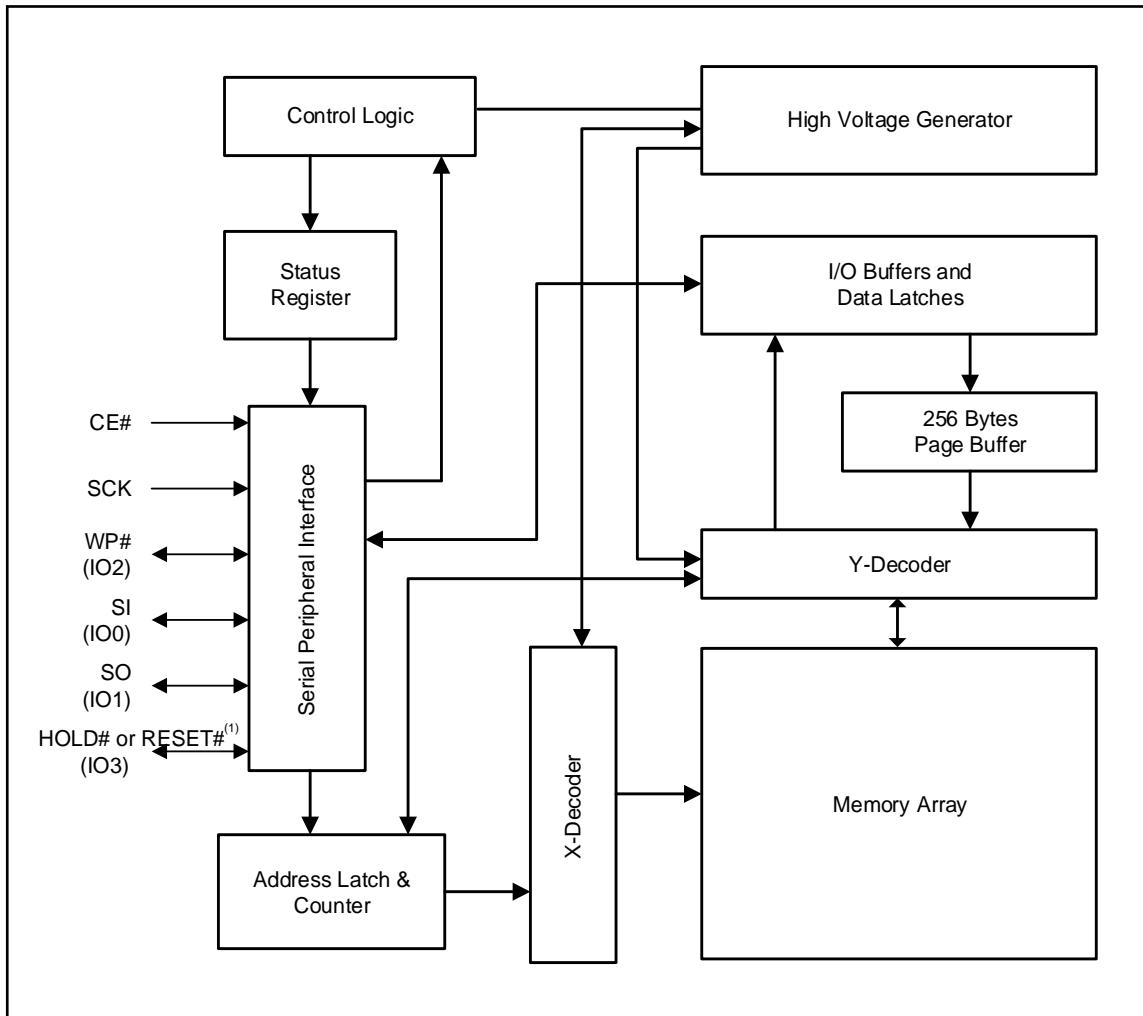 Control Logic
High Voltage Generator
Status
Register
I/O Buffers and
Data Latches
256 Bytes
Page Buffer
CE#
SCK
WP#
(IO2)
SI
(IO0)
SO
(IO1)
HOLD# or RESET#(1)
(IO3)
Serial Peripheral Interface
Y-Decoder
X-Decoder
Memory Array
Address Latch &
Counter